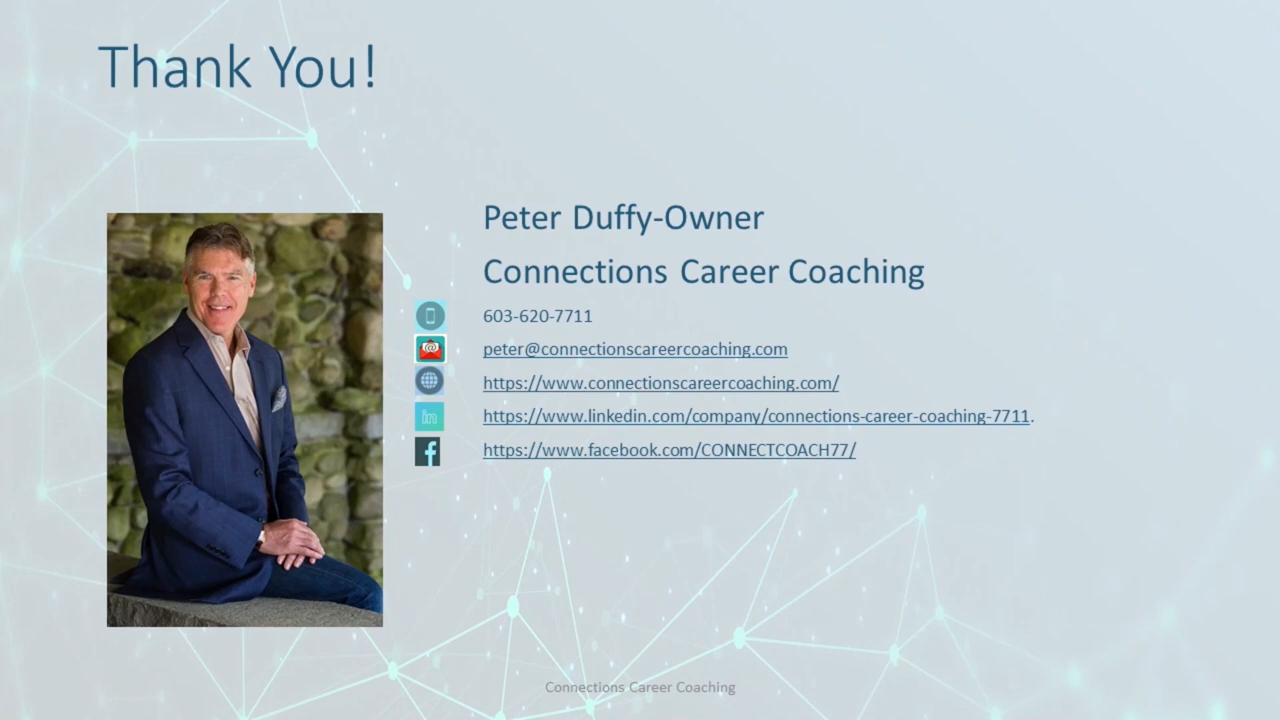 Thank You!
Peter Duffy-Owner
Connections Career Coaching
603-620-7711
peter@connectionscareercoaching.com
https://www.connectionscareercoaching.com/
https://www.linkedin.com/company/connections-career-coaching-7711.
https://www.facebook.com/CONNECTCOACH77/
Connections Career Coaching